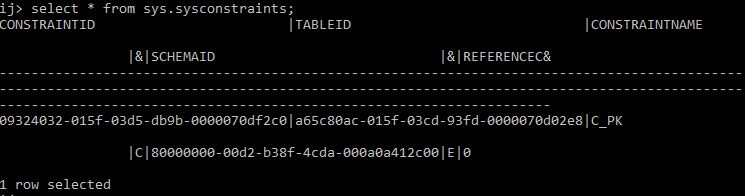 ij> select * from sys.sysconstraints;
CONSTRAINTID                        |TABLEID                             |CONSTRAINTNAME
                |&|SCHEMAID                            |&|REFERENCEC&
---------------------------------------------------------------------------------------------
---------------------------------------------------------------------------------------------
---------------------------------------------------------------------
09324032-015f-03d5-db9b-0000070df2c0|a65c80ac-015f-03cd-93fd-0000070d02e8|C_PK
                |C|80000000-00d2-b38f-4cda-000a0a412c00|E|0
1 row selected